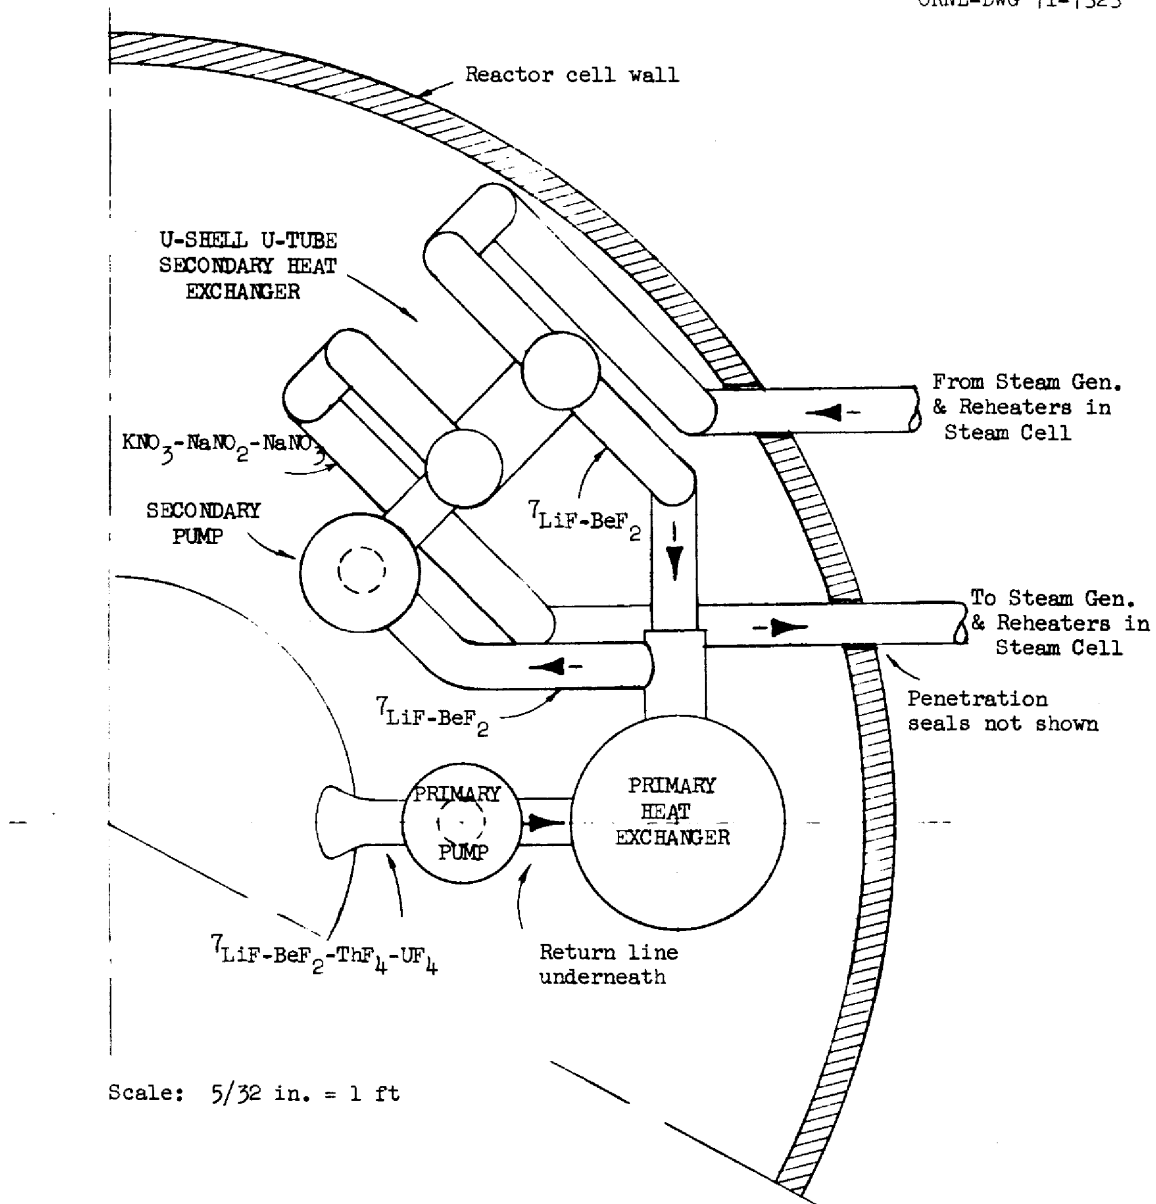 ORNL-DWG 71-7523
Reactor cell wall
U-SHELL U-TUBE
SECONDARY HEAT
EXCHANGER
From Steam Gen.
& Reheaters in
Steam Cell
KNO3-NaNO2-NaNO3
SECONDARY
PUMP
7LiF-BeF2
To Steam Gen.
& Reheaters in
Steam Cell
7LiF-BeF2
Penetration
seals not shown
PRIMARY
PUMP
PRIMARY
HEAT
EXCHANGER
7LiF-BeF2-ThF4-UF4
Return line
underneath
Scale: 5/32 in. = 1 ft